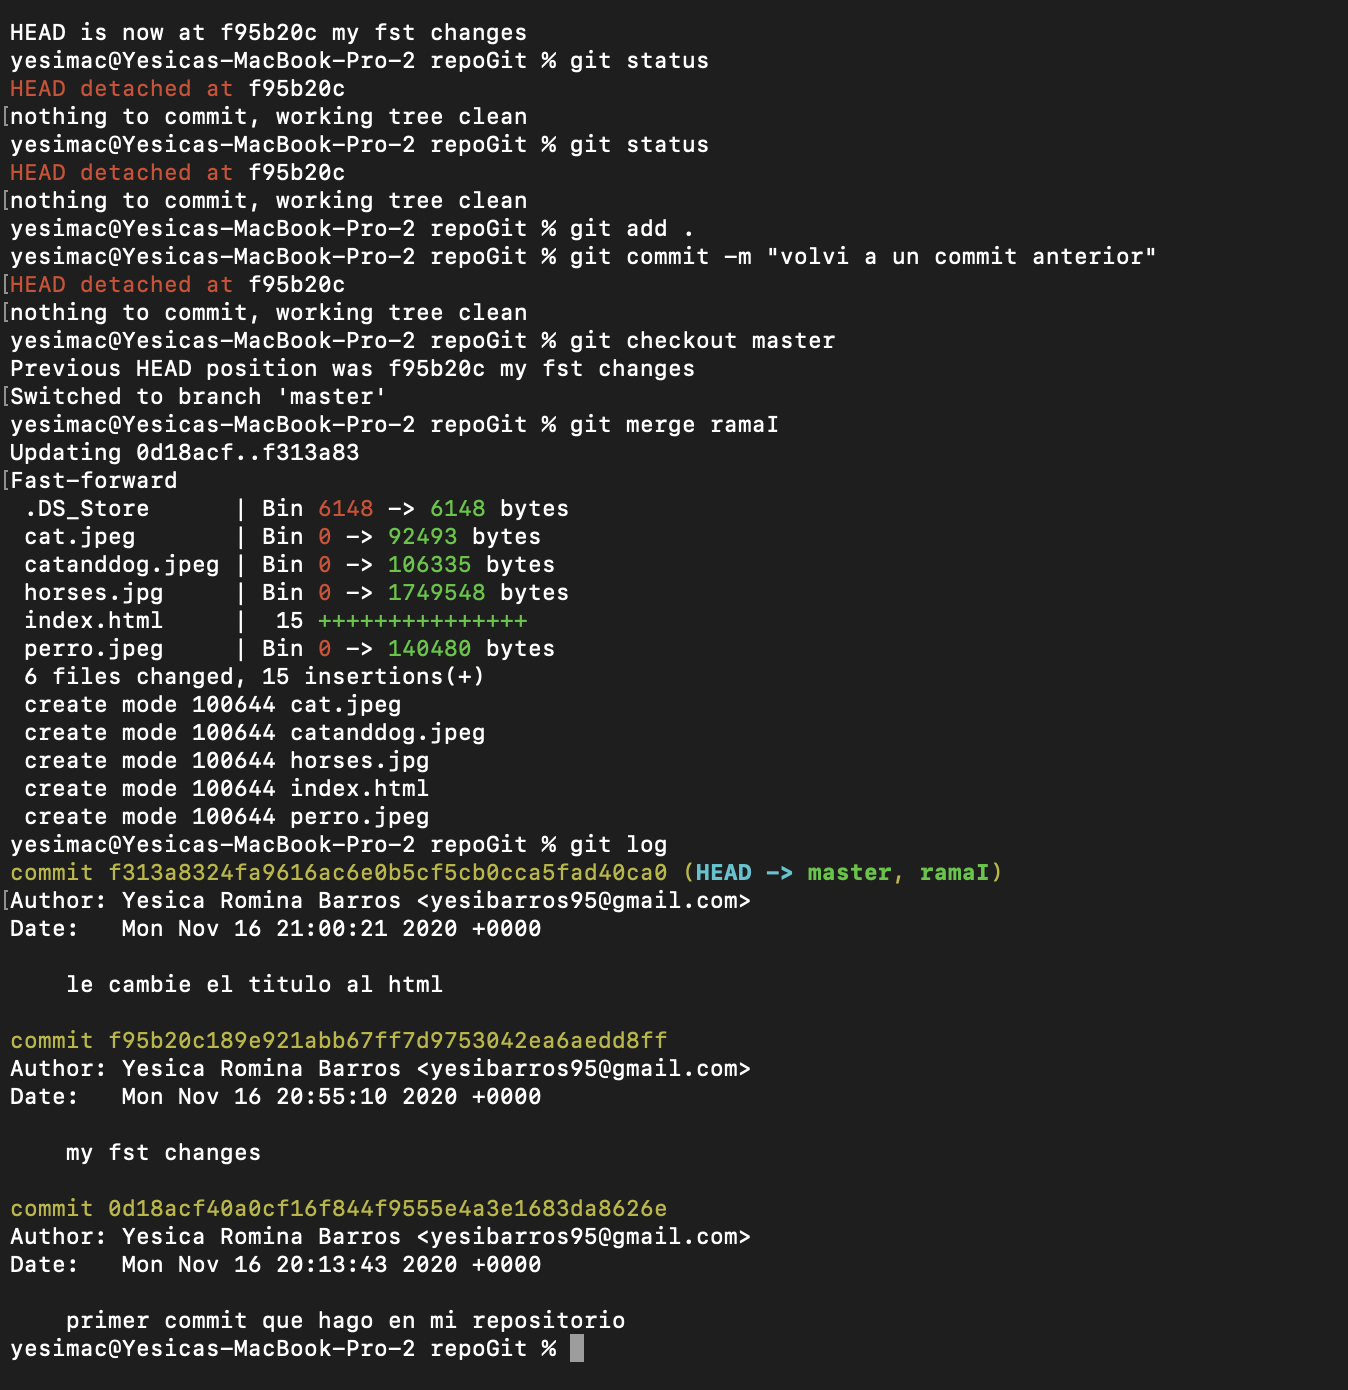 HEAD is now at f95b20c my fst changes
yesimac@Yesicas-MacBook-Pro-2 repoGit % git status
HEAD detached at f95b20c
[nothing to commit, working tree clean
yesimac@Yesicas-MacBook-Pro-2 repoGit % git status
HEAD detached at f95b20c
[nothing to commit, working tree clean
yesimac@Yesicas-MacBook-Pro-2 repoGit % git add .
yesimac@Yesicas-MacBook-Pro-2 repoGit % git commit -m "volvi a un commit anterior"
[HEAD detached at f95b20c
[nothing to commit, working tree clean
yesimac@Yesicas-MacBook-Pro-2 repoGit % git checkout master
Previous HEAD position was f95b20c my fst changes
[Switched to branch 'master'
yesimac@Yesicas-MacBook-Pro-2 repoGit % git merge ramaI
Updating 0d18acf..f313a83
[Fast-forward
 .DS_Store      | Bin 6148 -> 6148 bytes
 cat.jpeg       | Bin 0 -> 92493 bytes
 catanddog.jpeg | Bin 0 -> 106335 bytes
 horses.jpg     | Bin 0 -> 1749548 bytes
 index.html     |  15 +++++++++++++++
 perro.jpeg     | Bin 0 -> 140480 bytes
 6 files changed, 15 insertions(+)
 create mode 100644 cat.jpeg
 create mode 100644 catanddog.jpeg
 create mode 100644 horses.jpg
 create mode 100644 index.html
 create mode 100644 perro.jpeg
yesimac@Yesicas-MacBook-Pro-2 repoGit % git log
commit f313a8324fa9616ac6e0b5cf5cb0cca5fad40ca0 (HEAD -> master, ramaI)
[Author: Yesica Romina Barros <yesibarros95@gmail.com>
Date:   Mon Nov 16 21:00:21 2020 +0000
    le cambie el titulo al html
commit f95b20c189e921abb67ff7d9753042ea6aedd8ff
Author: Yesica Romina Barros <yesibarros95@gmail.com>
Date:   Mon Nov 16 20:55:10 2020 +0000
    my fst changes
commit 0d18acf40a0cf16f844f9555e4a3e1683da8626e
Author: Yesica Romina Barros <yesibarros95@gmail.com>
Date:   Mon Nov 16 20:13:43 2020 +0000
    primer commit que hago en mi repositorio
yesimac@Yesicas-MacBook-Pro-2 repoGit %